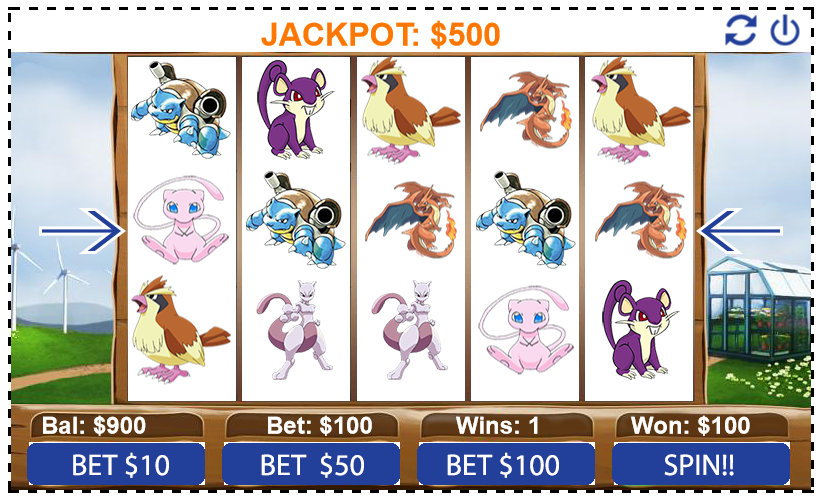 JACKPOT: $500
Bal: $900 Bet: $100 Wins: 1 Won: $100
BET $10 BET $50 BET $100 SPIN!!